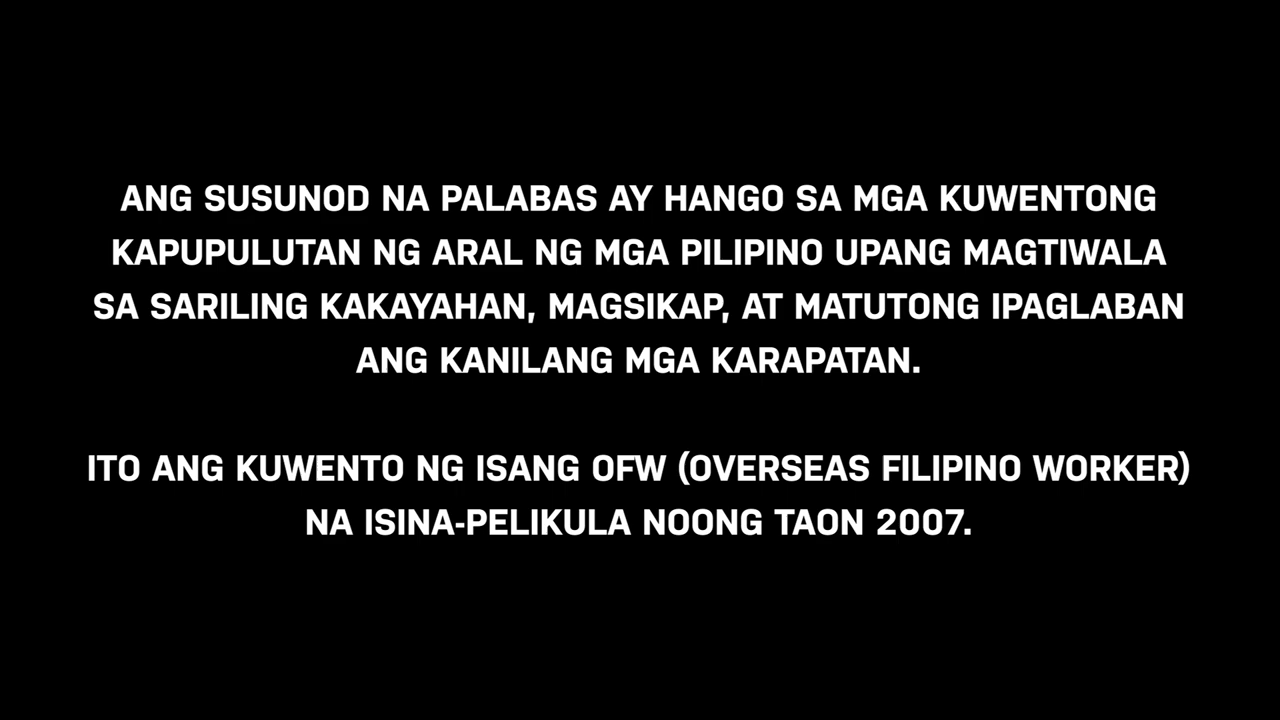 ANG SUSUNOD NA PALABAS AY HANGO SA MGA KUWENTONG
KAPUPULUTAN NG ARAL NG MGA PILIPINO UPANG MAGTIWALA
SA SARILING KAKAYAHAN, MAGSIKAP, AT MATUTONG IPAGLABAN
ANG KANILANG MGA KARAPATAN.
ITO ANG KUWENTO NG ISANG OFW (OVERSEAS FILIPINO WORKER)
NA ISINA-PELIKULA NOONG TAON 2007.